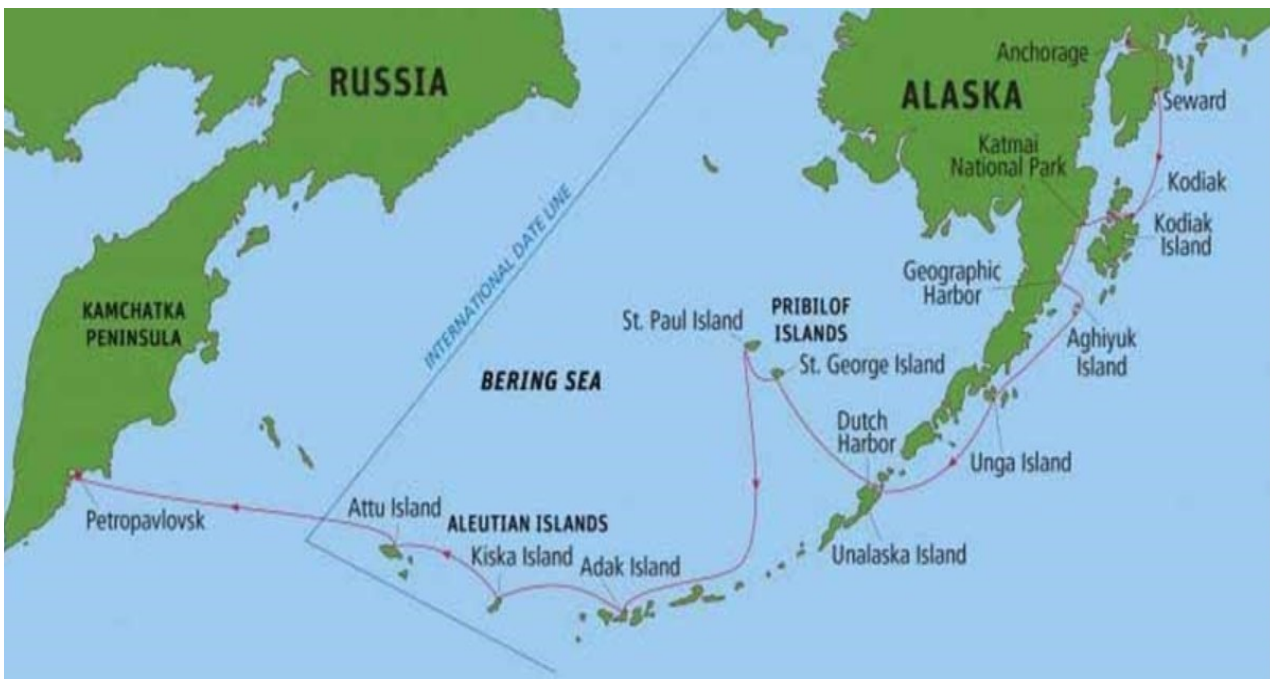 RUSSIA
ALASKA
Anchorage
Seward
Katmai
National Park
Kodiak
Kodiak
Island
Geographic
Harbor
Aghiyuk
Island
INTERNATIONAL DATE LINE
KAMCHATKA
PENINSULA
St. Paul Island
PRIBILOF
ISLANDS
St. George Island
BERING SEA
Dutch
Harbor
Unga Island
Unalaska Island
Petropavlovsk
Attu Island
ALEUTIAN ISLANDS
Kiska Island
Adak Island